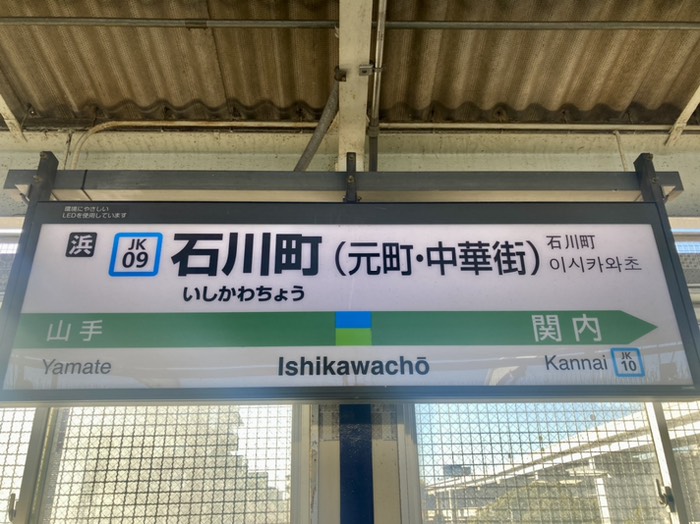 環境にやさしい
LEDを使用しています
浜
JK
09
石川町(元町・中華街)
いしかわちょう
石川町
이시카와초
山手
関内
Yamate
Ishikawachō
Kannai
JK
10